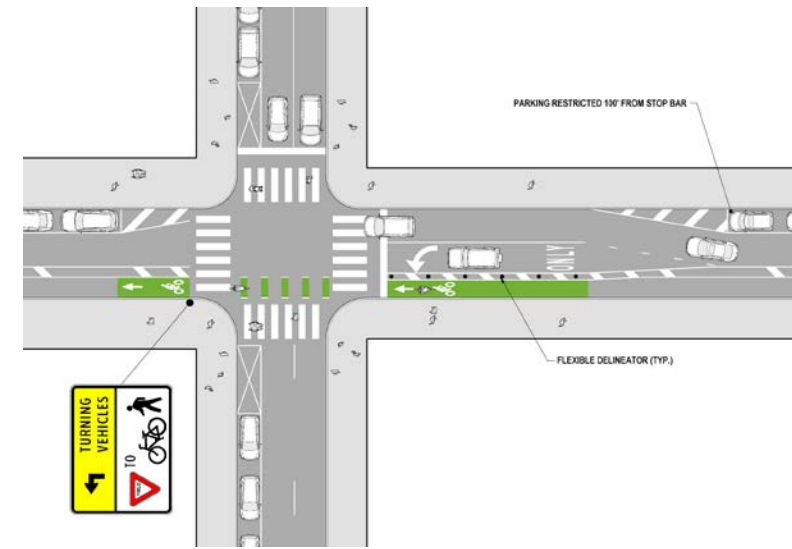 PARKING RESTRICTED 100' FROM STOP BAR
ONLY
FLEXIBLE DELINEATOR (TYP.)
TURNING
VEHICLES
TO